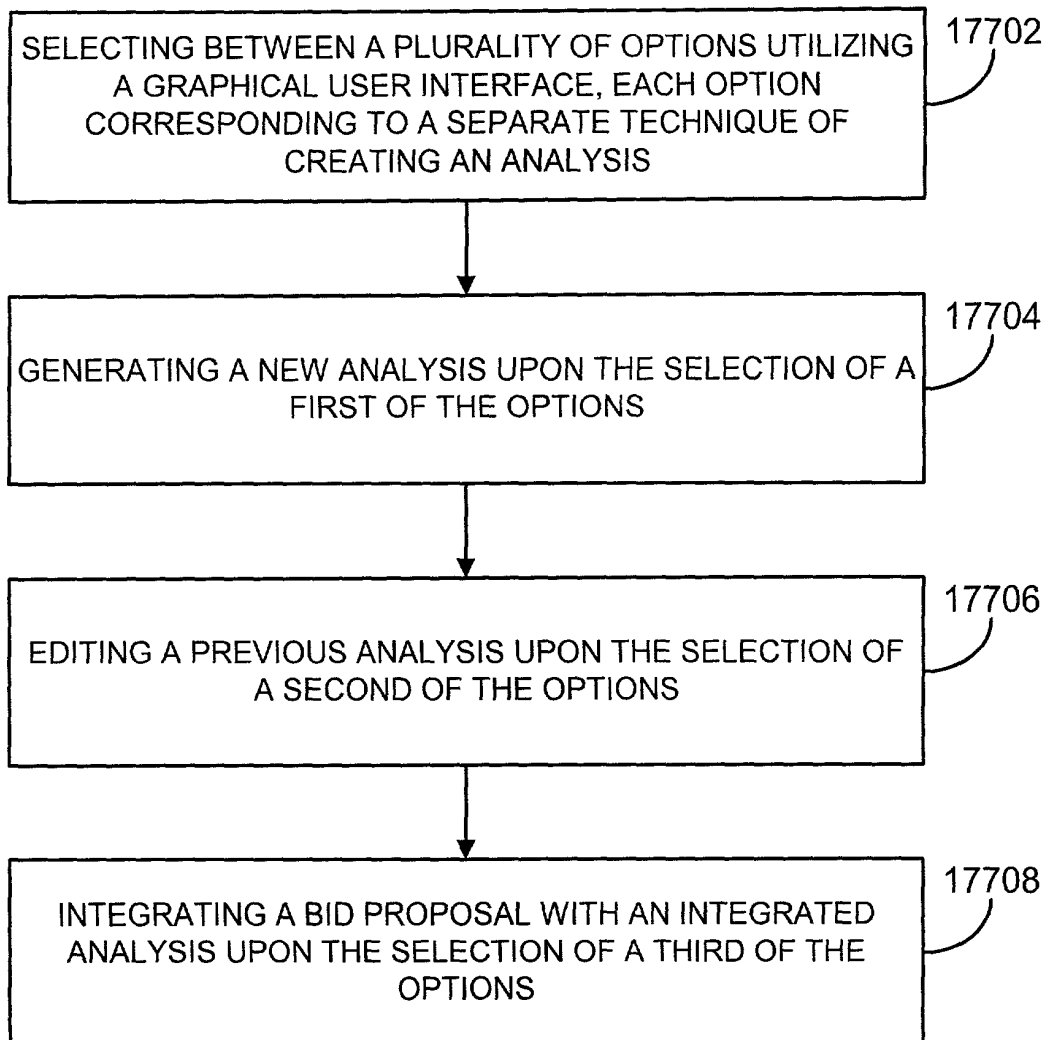 SELECTING BETWEEN A PLURALITY OF OPTIONS UTILIZING
A GRAPHICAL USER INTERFACE, EACH OPTION
CORRESPONDING TO A SEPARATE TECHNIQUE OF
CREATING AN ANALYSIS
17702
GENERATING A NEW ANALYSIS UPON THE SELECTION OF A
FIRST OF THE OPTIONS
17704
EDITING A PREVIOUS ANALYSIS UPON THE SELECTION OF
A SECOND OF THE OPTIONS
17706
INTEGRATING A BID PROPOSAL WITH AN INTEGRATED
ANALYSIS UPON THE SELECTION OF A THIRD OF THE
OPTIONS
17708